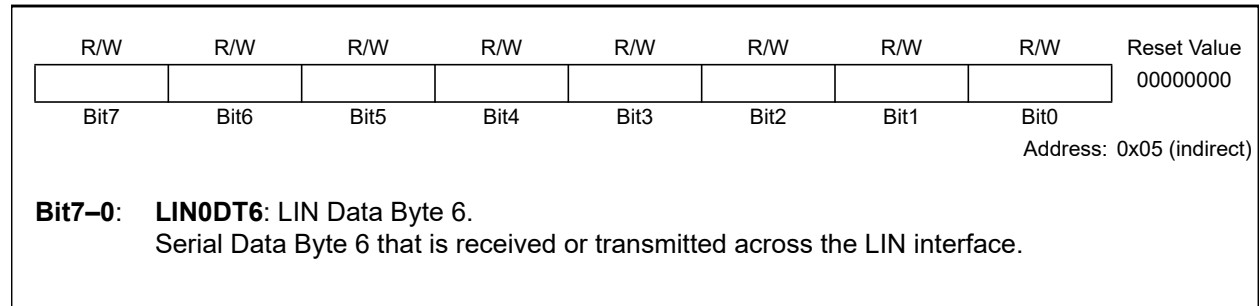 R/W R/W R/W R/W R/W R/W R/W R/W Reset Value
00000000
Bit7 Bit6 Bit5 Bit4 Bit3 Bit2 Bit1 Bit0
Address: 0x05 (indirect)
Bit7–0: LIN0DT6: LIN Data Byte 6.
Serial Data Byte 6 that is received or transmitted across the LIN interface.